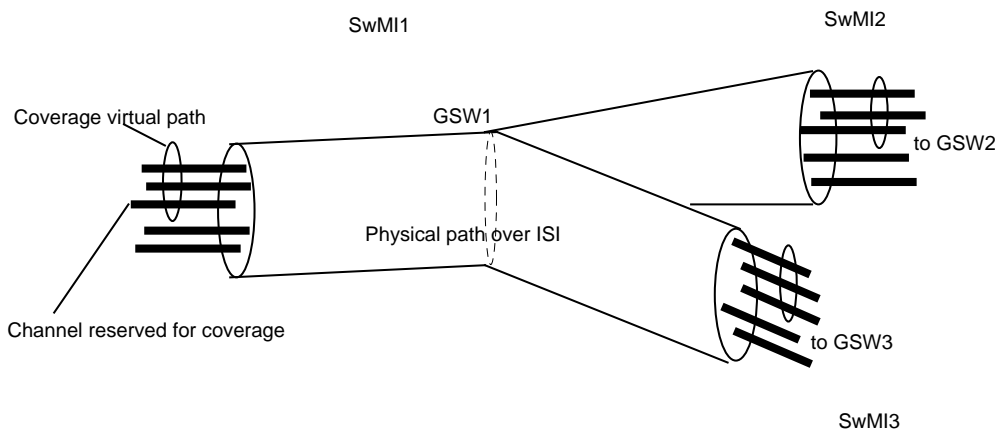 SwMI1
SwMI2
Coverage virtual path
GSW1
to GSW2
Physical path over ISI
Channel reserved for coverage
to GSW3
SwMI3